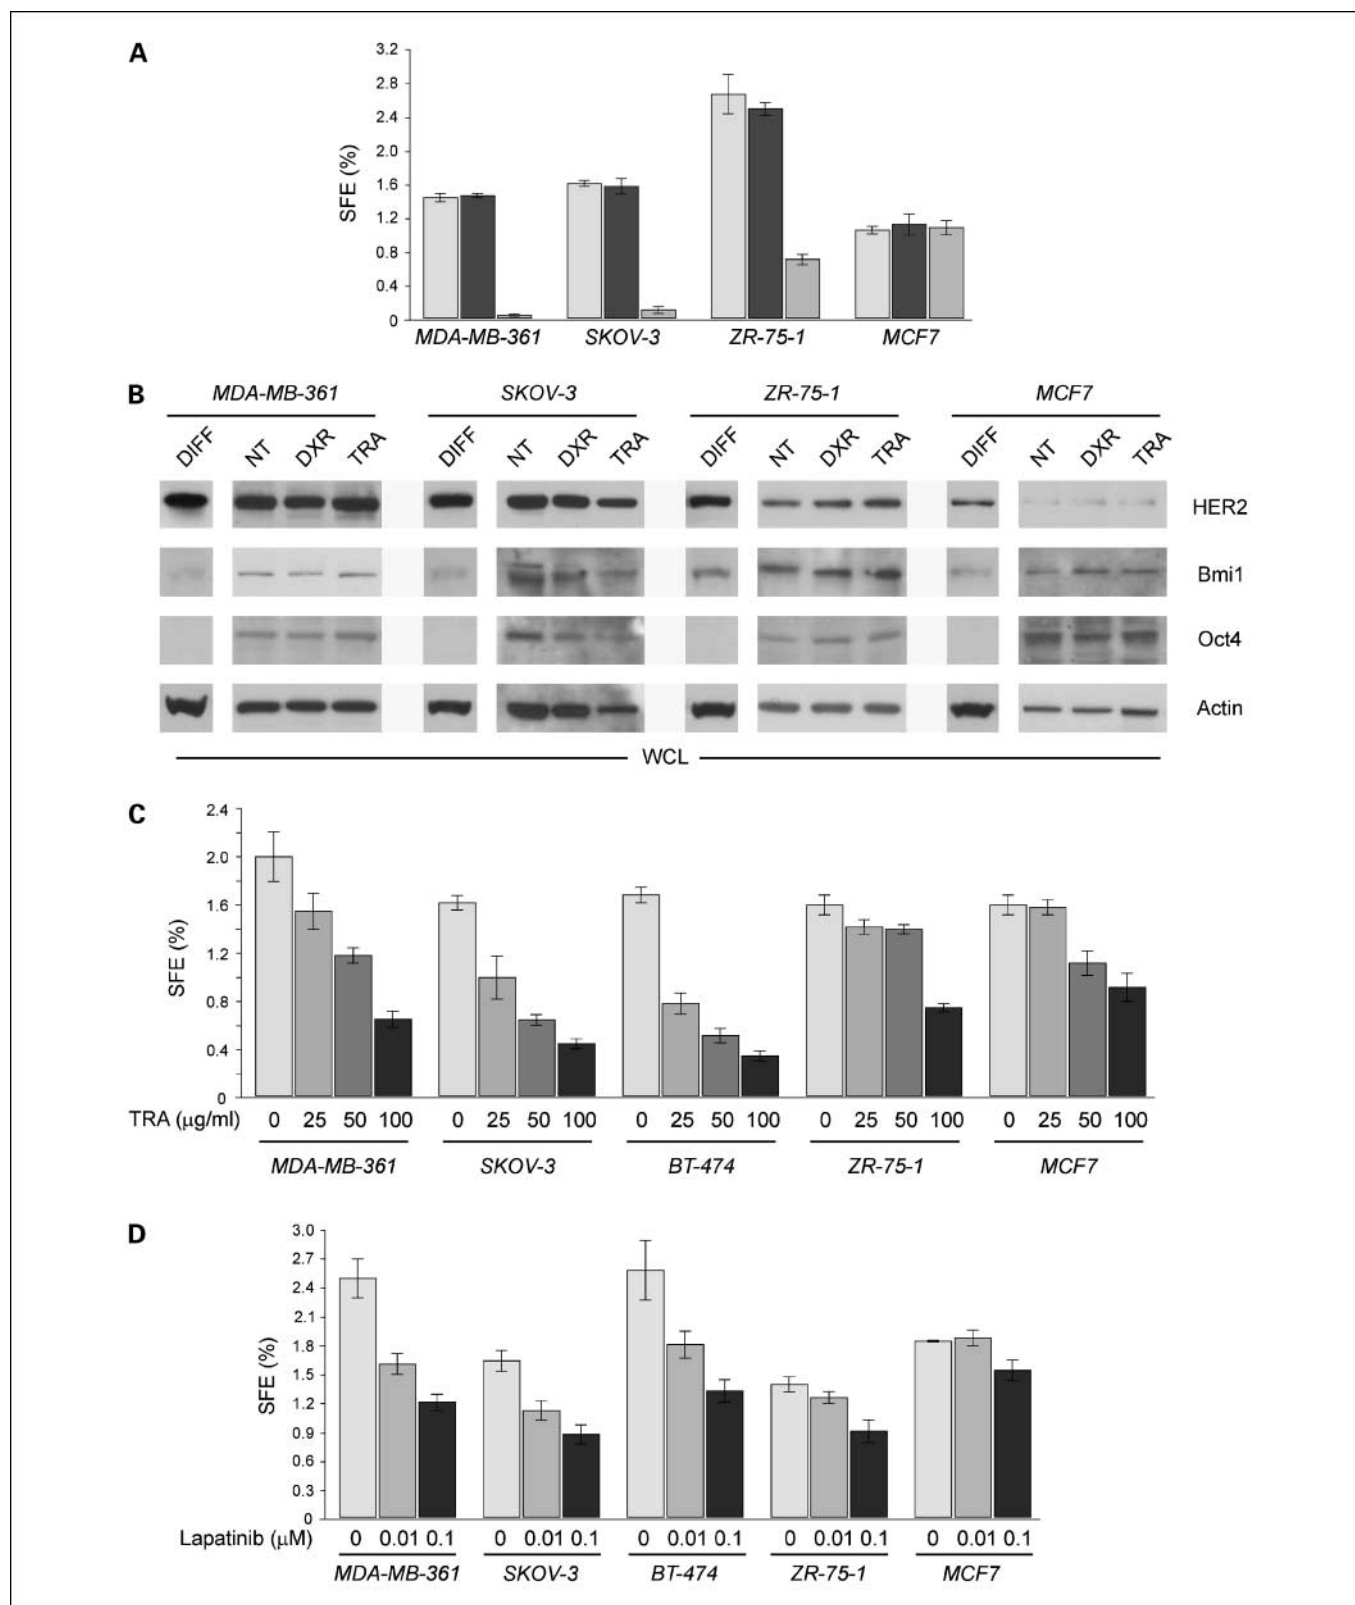 A
3.2
2.8
2.4
2.0
1.6
1.2
0.8
0.4
0
SFE (%)
MDA-MB-361 SKOV-3 ZR-75-1 MCF7
B
MDA-MB-361 SKOV-3 ZR-75-1 MCF7
DIFF NT DXR TRA DIFF NT DXR TRA DIFF NT DXR TRA DIFF NT DXR TRA
HER2
Bmi1
Oct4
Actin
WCL
C
2.4
2.0
1.6
1.2
0.8
0.4
0
SFE (%)
TRA (µg/ml) 0 25 50 100 0 25 50 100 0 25 50 100 0 25 50 100 0 25 50 100
MDA-MB-361 SKOV-3 BT-474 ZR-75-1 MCF7
D
3.0
2.7
2.4
2.1
1.8
1.5
1.2
0.9
0.6
0.3
0
SFE (%)
Lapatinib (µM) 0 0.01 0.1 0 0.01 0.1 0 0.01 0.1 0 0.01 0.1 0 0.01 0.1
MDA-MB-361 SKOV-3 BT-474 ZR-75-1 MCF7